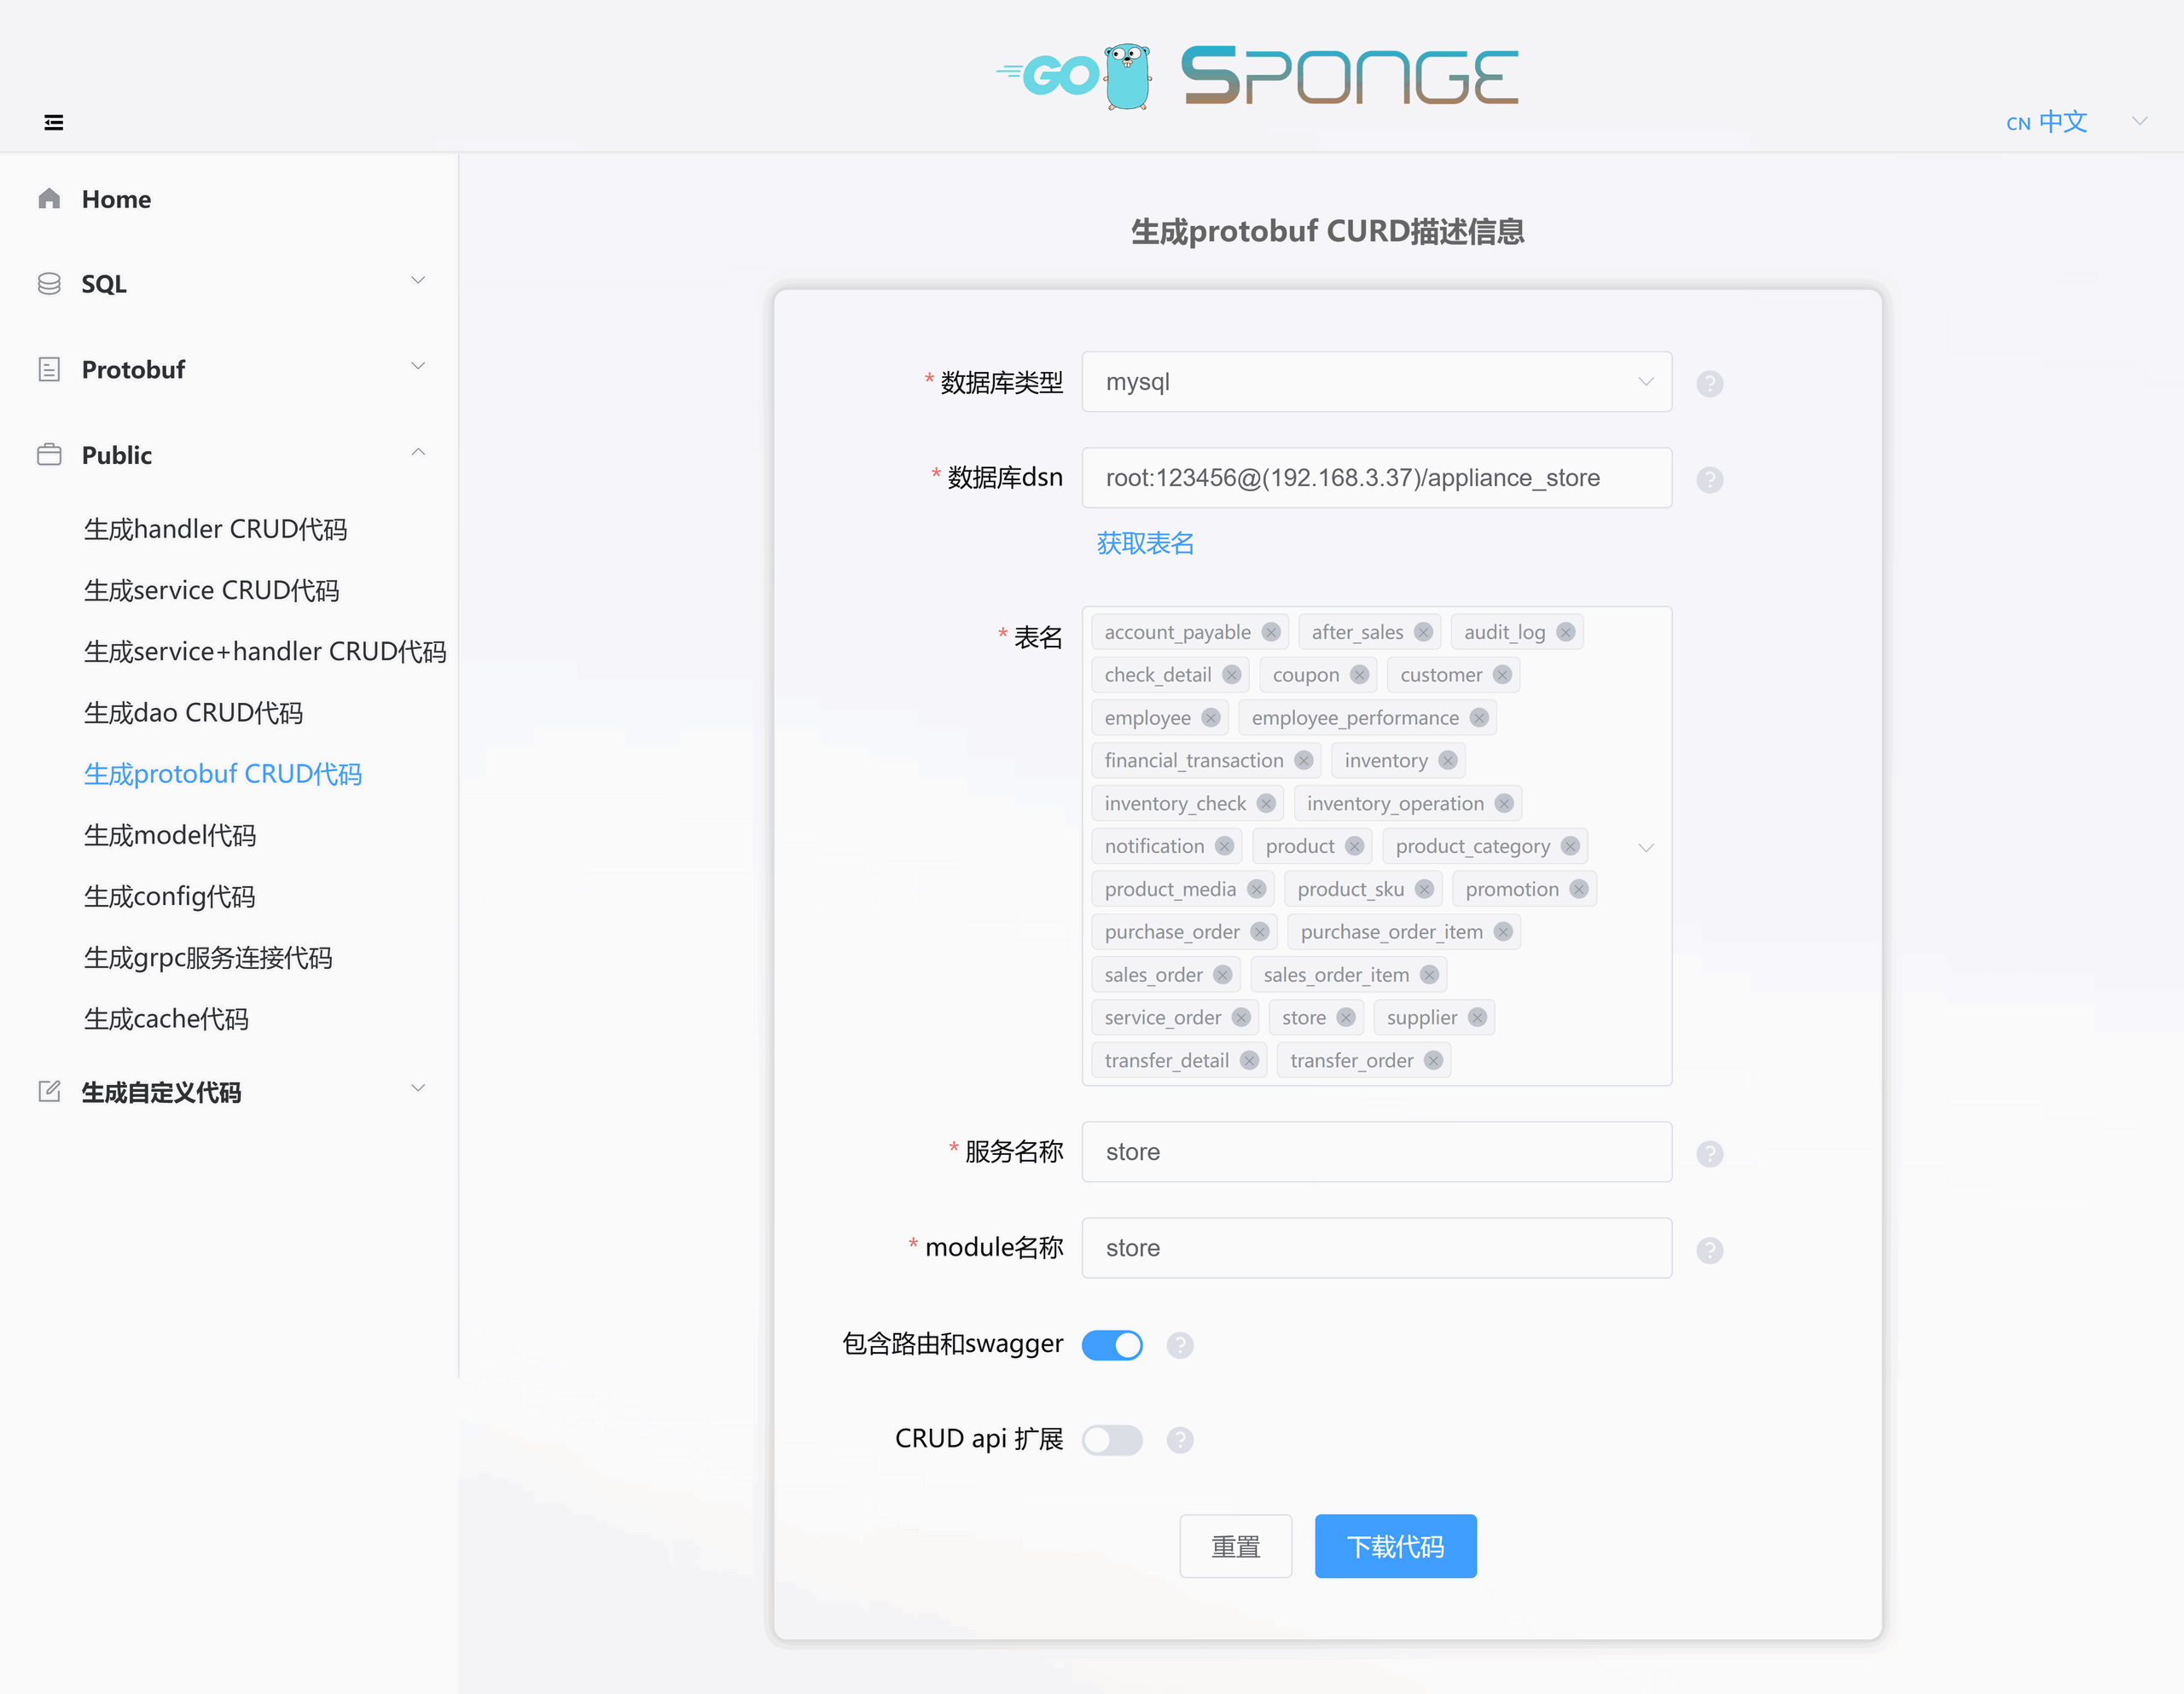 GO SPONGE
CN 中文
Home
SQL
Protobuf
Public
生成handler CRUD代码
生成service CRUD代码
生成service+handler CRUD代码
生成dao CRUD代码
生成protobuf CRUD代码
生成model代码
生成config代码
生成grpc服务连接代码
生成cache代码
生成自定义代码
生成protobuf CURD描述信息
* 数据库类型 mysql ?
* 数据库dsn root:123456@(192.168.3.37)/appliance_store ?
获取表名
* 表名 account_payable after_sales audit_log
check_detail coupon customer
employee employee_performance
financial_transaction inventory
inventory_check inventory_operation
notification product product_category
product_media product_sku promotion
purchase_order purchase_order_item
sales_order sales_order_item
service_order store supplier
transfer_detail transfer_order
* 服务名称 store ?
* module名称 store ?
包含路由和swagger ?
CRUD api 扩展 ?
重置 下载代码